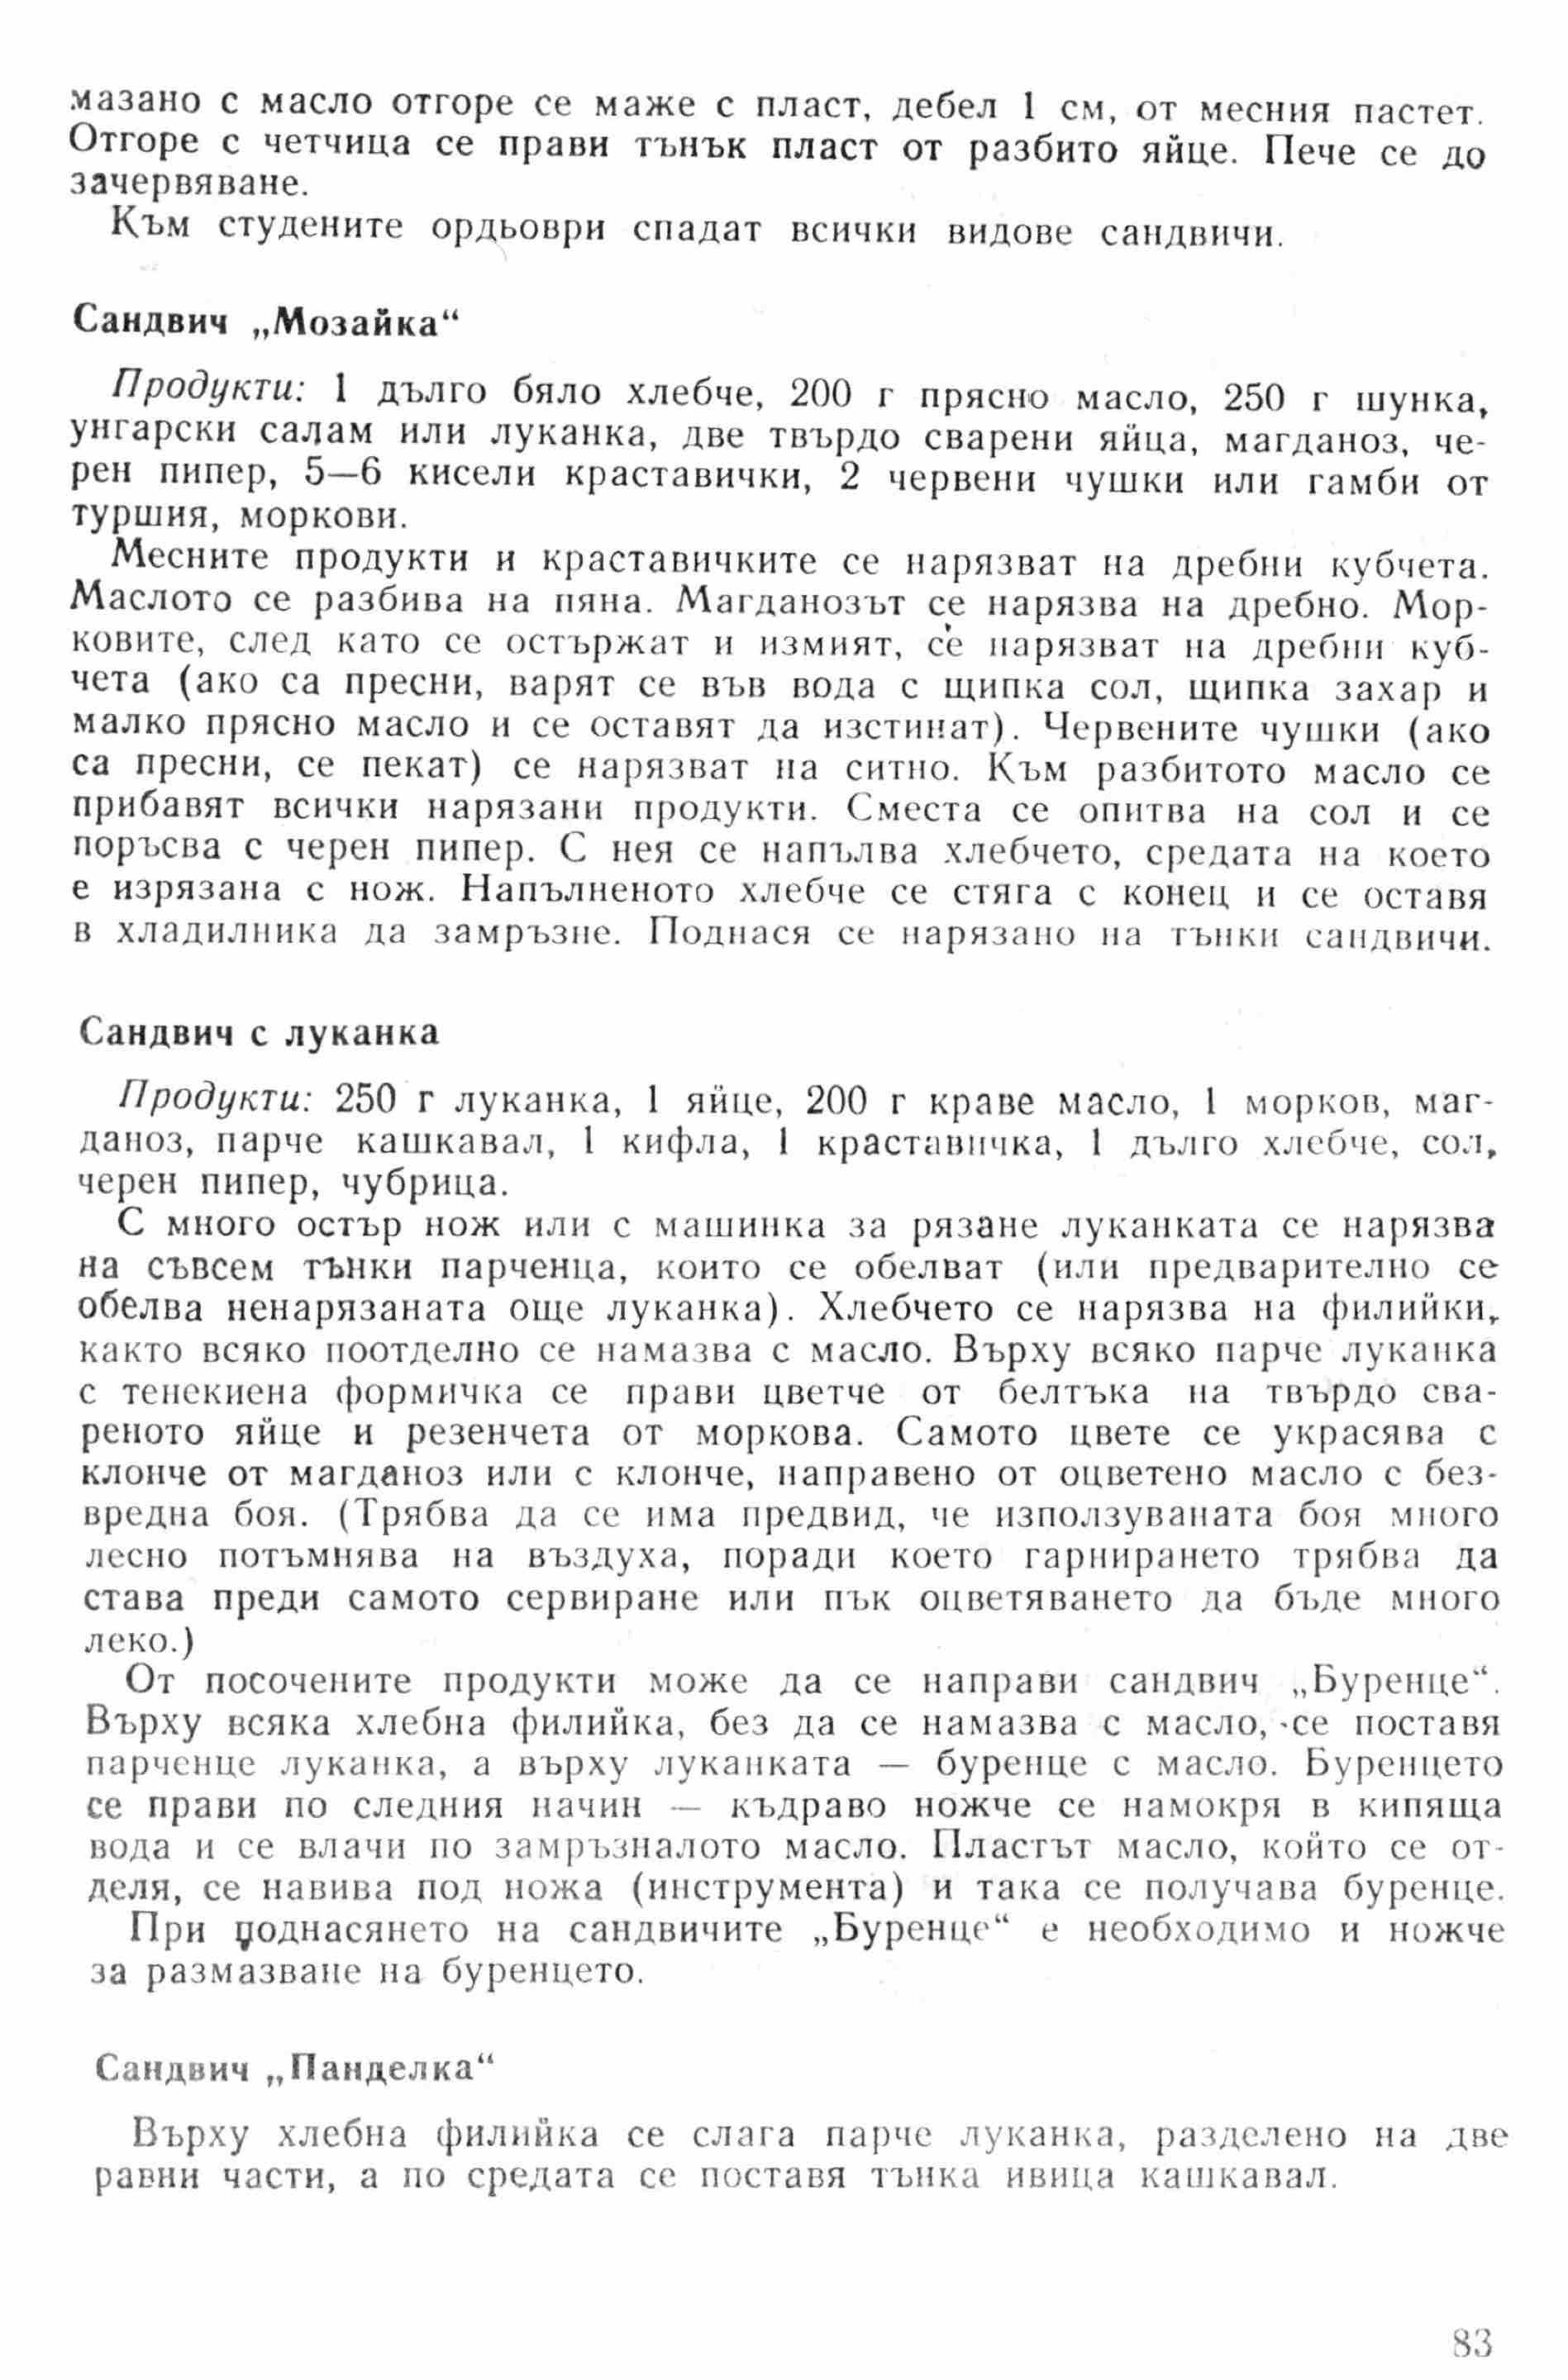 мазано с масло отгоре се маже с пласт, дебел 1 см, от месния пастет.
Отгоре с четчица се прави тънък пласт от разбито яйце. Пече се до
зачервяване.
Към студените ордьоври спадат всички видове сандвичи.
Сандвич „Мозайка“
Продукти: 1 дълго бяло хлебче, 200 г прясно масло, 250 г шунка,
унгарски салам или луканка, две твърдо сварени яйца, магданоз, че-
рен пипер, 5—6 кисели краставички, 2 червени чушки или гамби от
туршия, моркови.
Месните продукти и краставичките се нарязват на дребни кубчета.
Маслото се разбива на пяна. Магданозът се нарязва на дребно. Мор-
ковите, след като се остържат и измият, се нарязват на дребни куб-
чета (ако са пресни, варят се във вода с щипка сол, щипка захар и
малко прясно масло и се оставят да изстинат). Червените чушки (ако
са пресни, се пекат) се нарязват на ситно. Към разбитото масло се
прибавят всички нарязани продукти. Сместа се опитва на сол и се
поръсва с черен пипер. С нея се напълва хлебчето, средата на което
е изрязана с нож. Напълненото хлебче се стяга с конец и се оставя
в хладилника да замръзне. Поднася се нарязано на тънки сандвичи.
Сандвич с луканка
Продукти: 250 г луканка, 1 яйце, 200 г краве масло, 1 морков, маг-
даноз, парче кашкавал, 1 кифла, 1 краставичка, 1 дълго хлебче, сол,
черен пипер, чубрица.
С много остър нож или с машинка за рязане луканката се нарязва
на съвсем тънки парченца, които се обелват (или предварително се
обелва ненарязаната още луканка). Хлебчето се нарязва на филийки,
както всяко поотделно се намазва с масло. Върху всяко парче луканка
с тенекиена формичка се прави цветче от белтъка на твърдо сва-
реното яйце и резенчета от моркова. Самото цвете се украсява с
клонче от магданоз или с клонче, направено от оцветено масло с без-
вредна боя. (Трябва да се има предвид, че използуваната боя много
лесно потъмнява на въздуха, поради което гарнирането трябва да
става преди самото сервиране или пък оцветяването да бъде много
леко.)
От посочените продукти може да се направи сандвич „Буренце“.
Върху всяка хлебна филийка, без да се намазва с масло, се поставя
парченце луканка, а върху луканката — буренце с масло. Буренцето
се прави по следния начин — къдраво ножче се намокря в кипяща
вода и се влачи по замръзналото масло. Пластът масло, който се от-
деля, се навива под ножа (инструмента) и така се получава буренце.
При поднасянето на сандвичите „Буренце“ е необходимо и ножче
за размазване на буренцето.
Сандвич „Панделка“
Върху хлебна филийка се слага парче луканка, разделено на две
равни части, а по средата се поставя тънка ивица кашкавал.
83